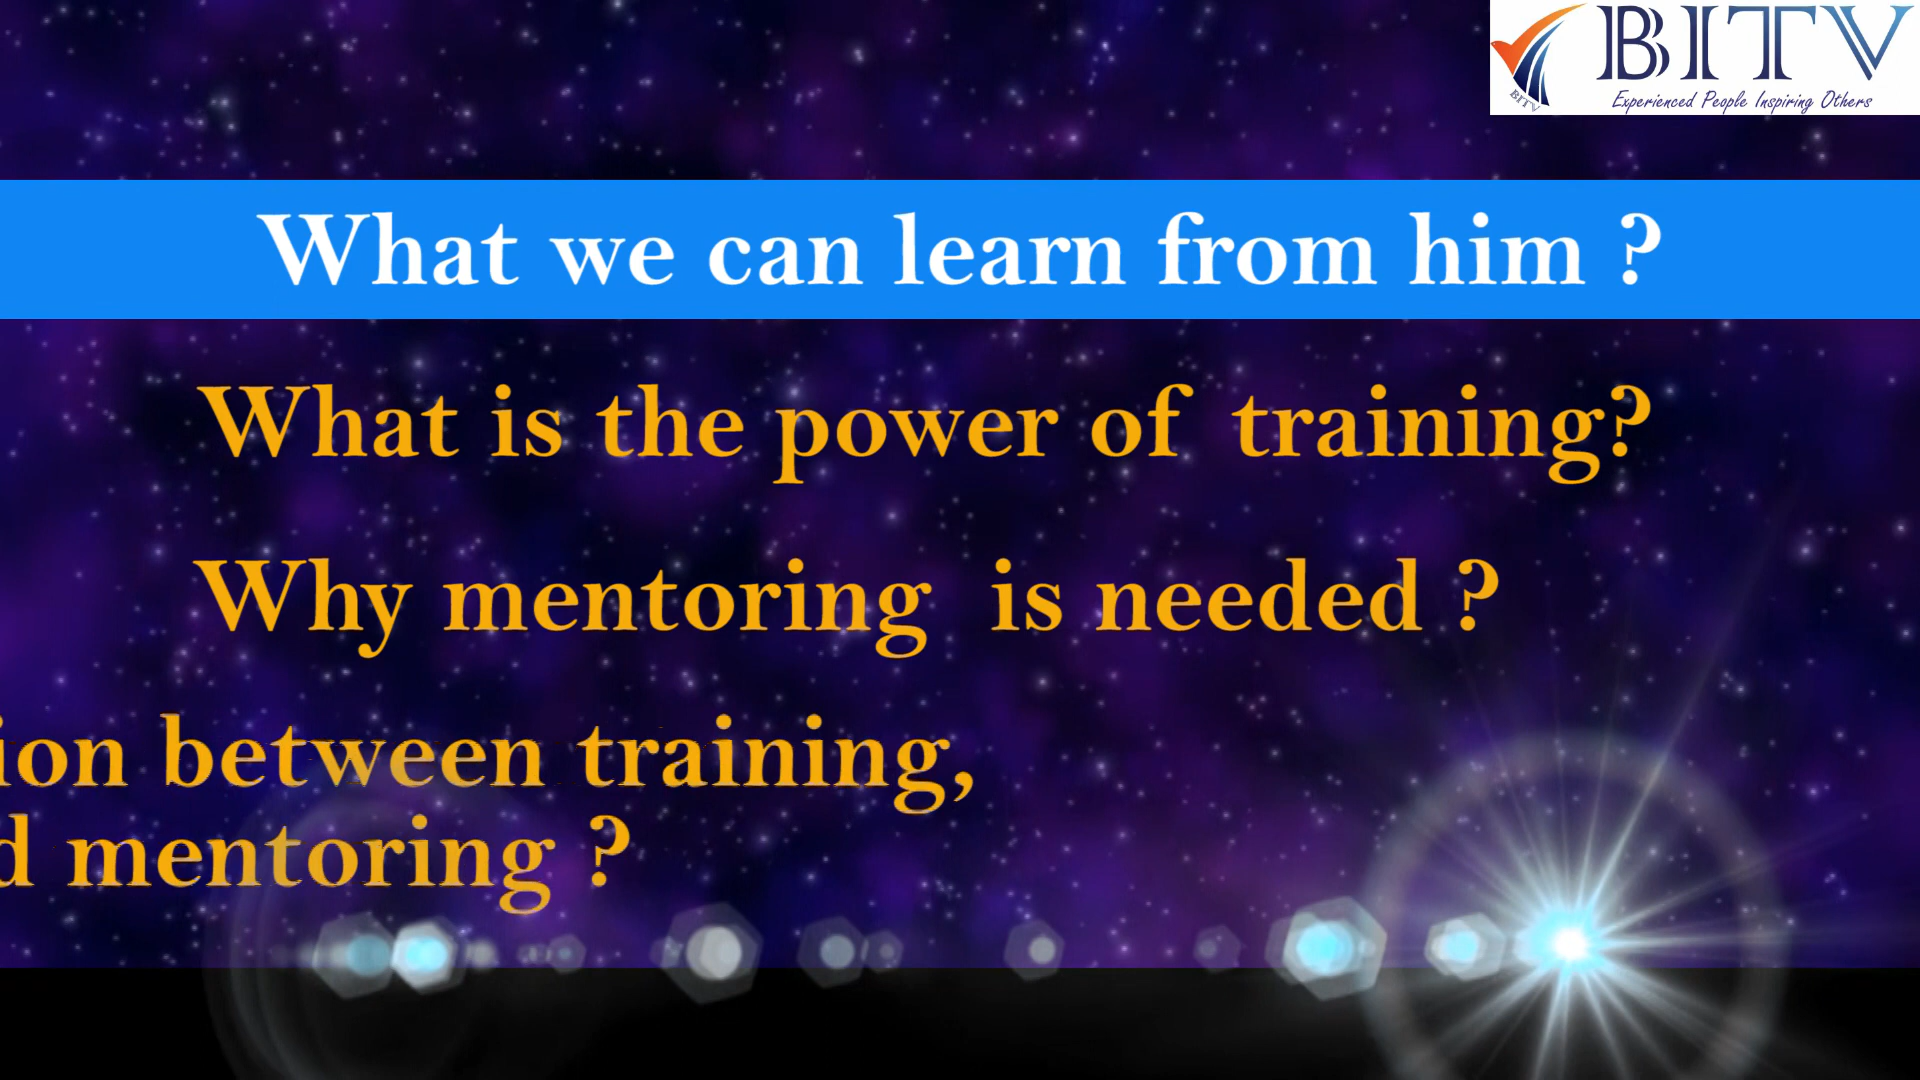 BITV
Experienced People Inspiring Others
BITV
What we can learn from him ?
What is the power of training?
Why mentoring is needed ?
ion between training,
d mentoring ?